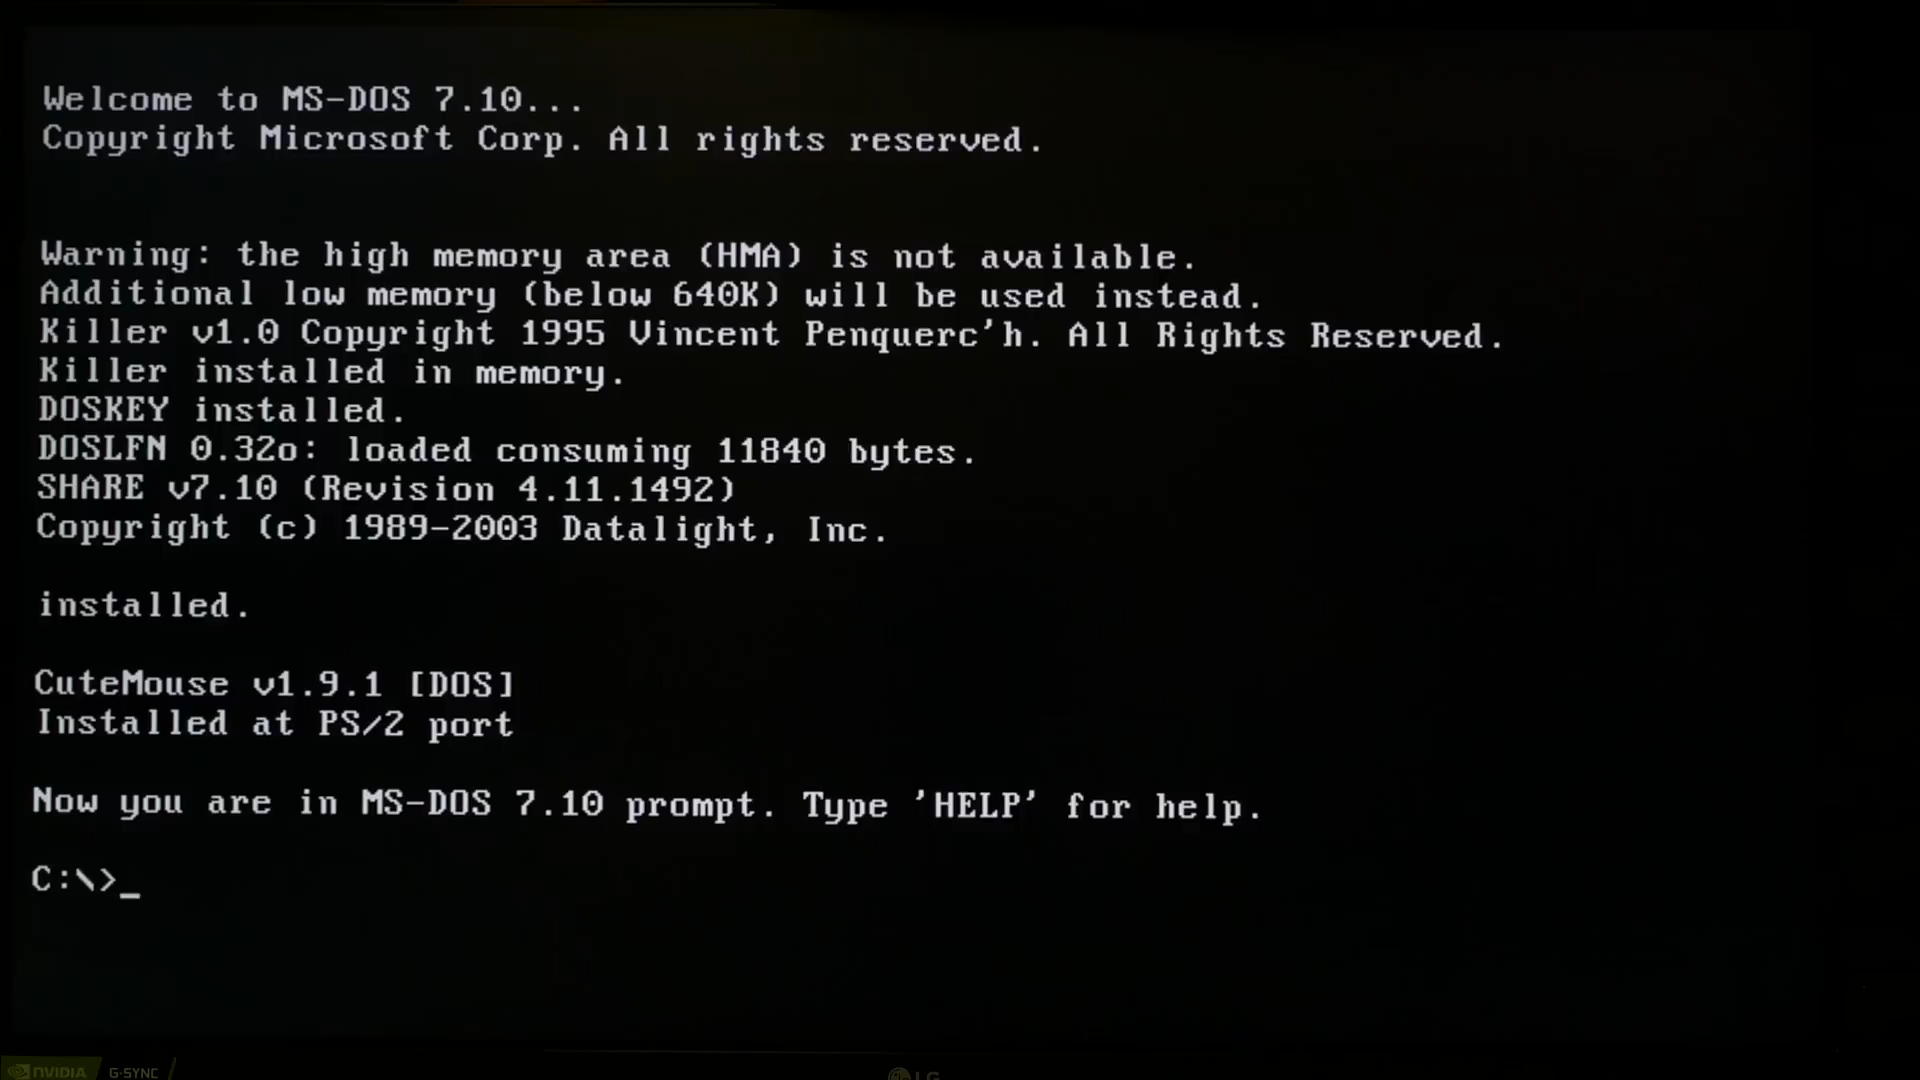 Welcome to MS-DOS 7.10...
Copyright Microsoft Corp. All rights reserved.
Warning: the high memory area (HMA) is not available.
Additional low memory (below 640K) will be used instead.
Killer v1.0 Copyright 1995 Vincent Penquerc'h. All Rights Reserved.
Killer installed in memory.
DOSKEY installed.
DOSLFN 0.32o: loaded consuming 11840 bytes.
SHARE v7.10 (Revision 4.11.1492)
Copyright (c) 1989-2003 Datalight, Inc.
installed.
CuteMouse v1.9.1 [DOS]
Installed at PS/2 port
Now you are in MS-DOS 7.10 prompt. Type 'HELP' for help.
C:\>_
NVIDIA G-SYNC
LG